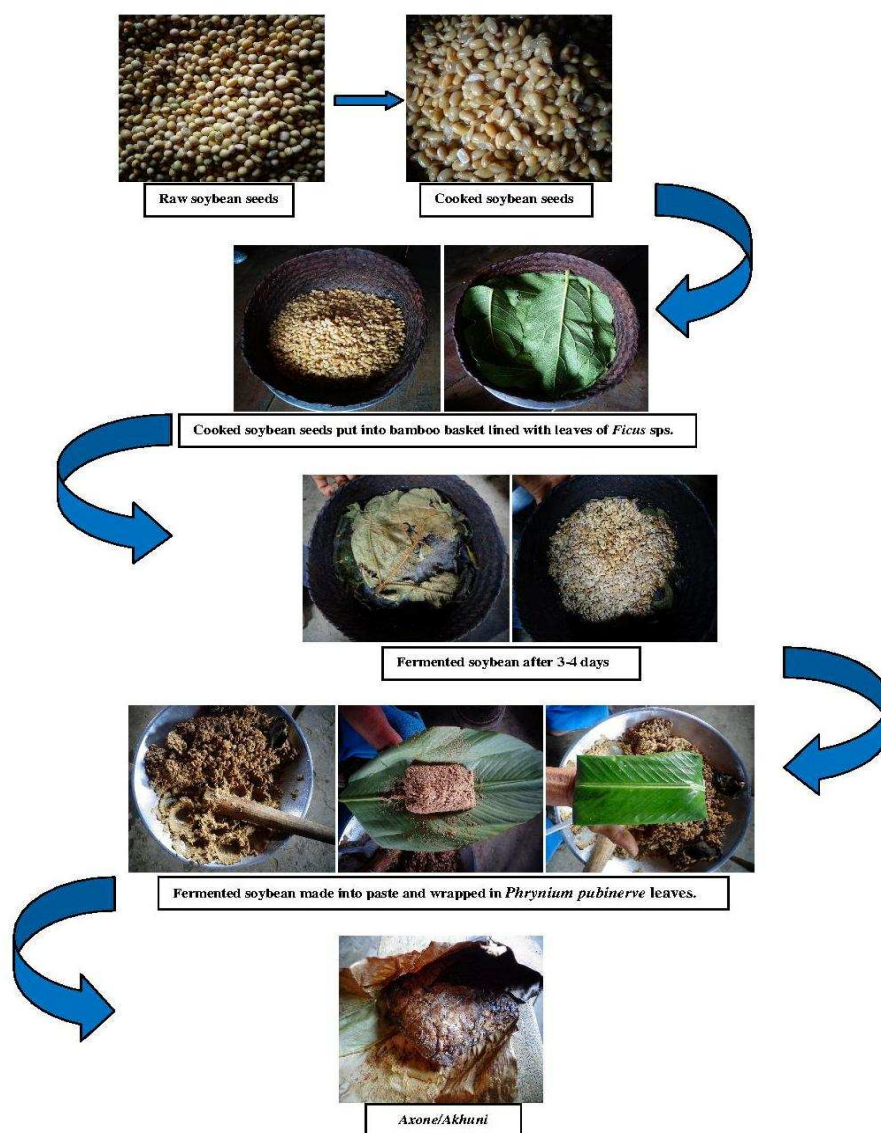 Raw soybean seeds
Cooked soybean seeds
Cooked soybean seeds put into bamboo basket lined with leaves of Ficus sps.
Fermented soybean after 3-4 days
Fermented soybean made into paste and wrapped in Phrynium pubinerve leaves.
Axone/Akhuni